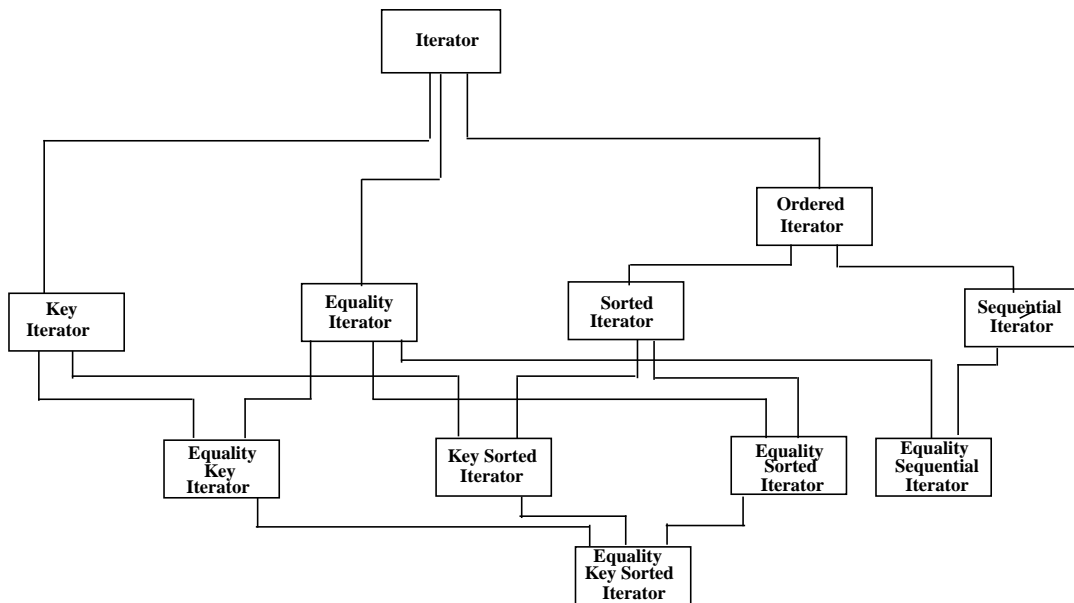 Iterator
Ordered
Iterator
Key
Iterator
Equality
Iterator
Sorted
Iterator
Sequential
Iterator
Equality
Key
Iterator
Key Sorted
Iterator
Equality
Sorted
Iterator
Equality
Sequential
Iterator
Equality
Key Sorted
Iterator